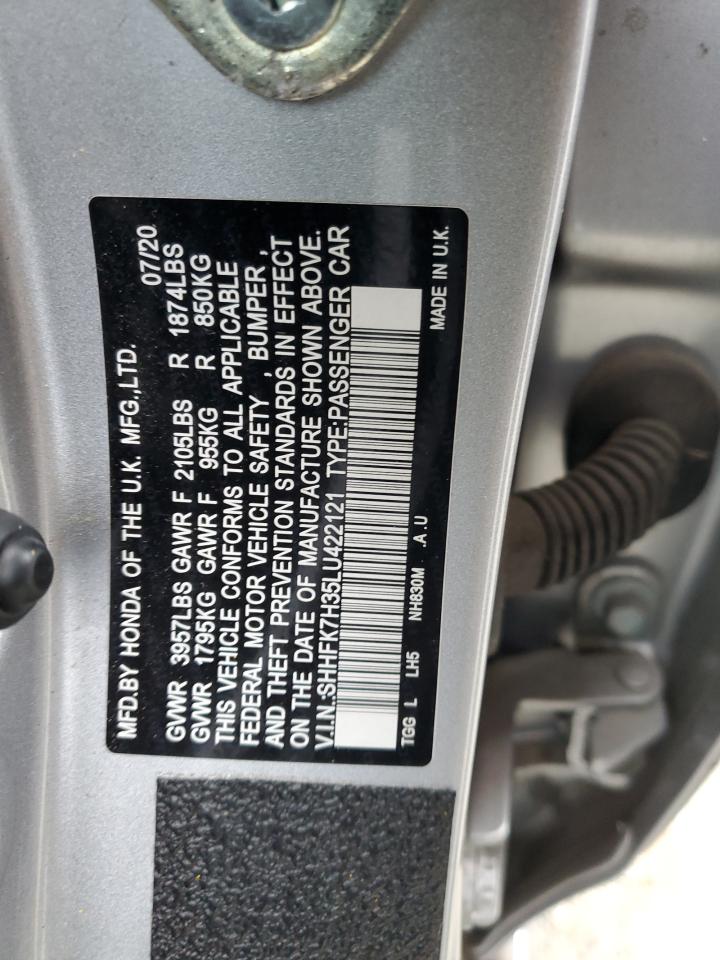 MFD.BY HONDA OF THE U.K. MFG.,LTD. 07/20
GVWR 3957LBS GAWR F 2105LBS R 1874LBS
GVWR 1795KG GAWR F 955KG R 850KG
THIS VEHICLE CONFORMS TO ALL APPLICABLE
FEDERAL MOTOR VEHICLE SAFETY, BUMPER,
AND THEFT PREVENTION STANDARDS, IN EFFECT
ON THE DATE OF MANUFACTURE SHOWN ABOVE.
V.I.N.:SHHFK7H35LU422121 TYPE:PASSENGER CAR
TGG L LH5 NH830M .A.U MADE IN U.K.